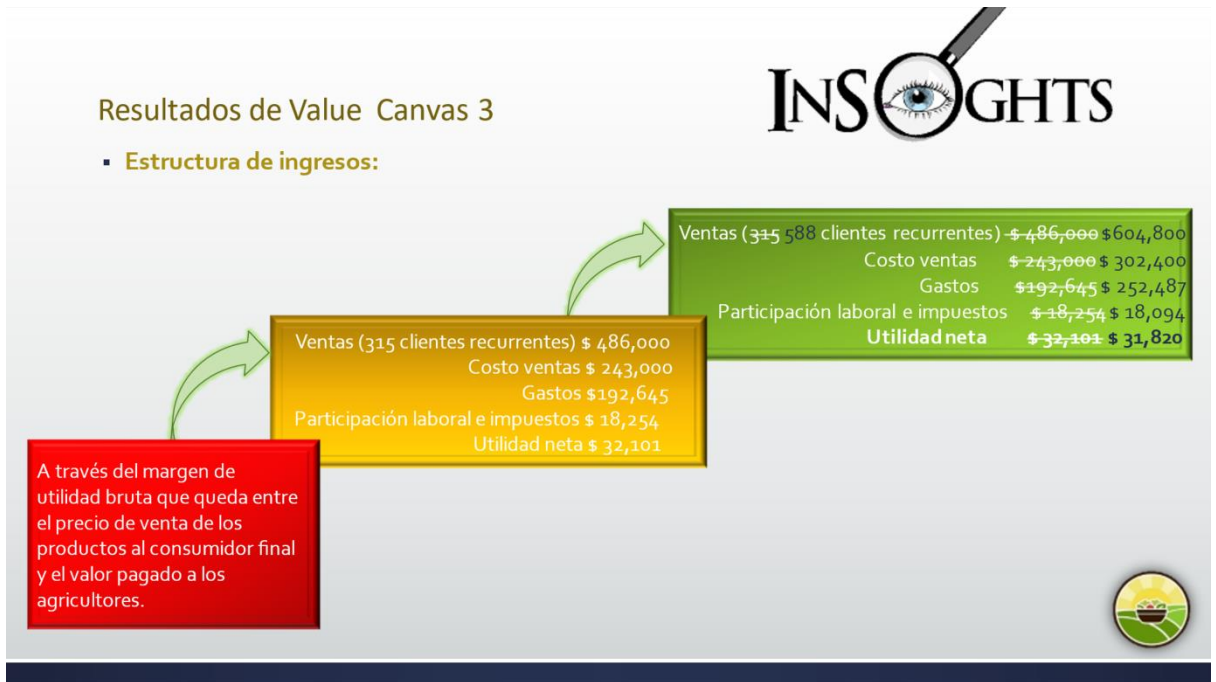 INSIGHTS
Resultados de Value Canvas 3
▪ Estructura de ingresos:
Ventas (315 588 clientes recurrentes) $ 486,000 $604,800
Costo ventas $ 243,000 $ 302,400
Gastos $192,645 $ 252,487
Participación laboral e impuestos $ 18,254 $ 18,094
Utilidad neta $ 32,101 $ 31,820
Ventas (315 clientes recurrentes) $ 486,000
Costo ventas $ 243,000
Gastos $192,645
Participación laboral e impuestos $ 18,254
Utilidad neta $ 32,101
A través del margen de
utilidad bruta que queda entre
el precio de venta de los
productos al consumidor final
y el valor pagado a los
agricultores.